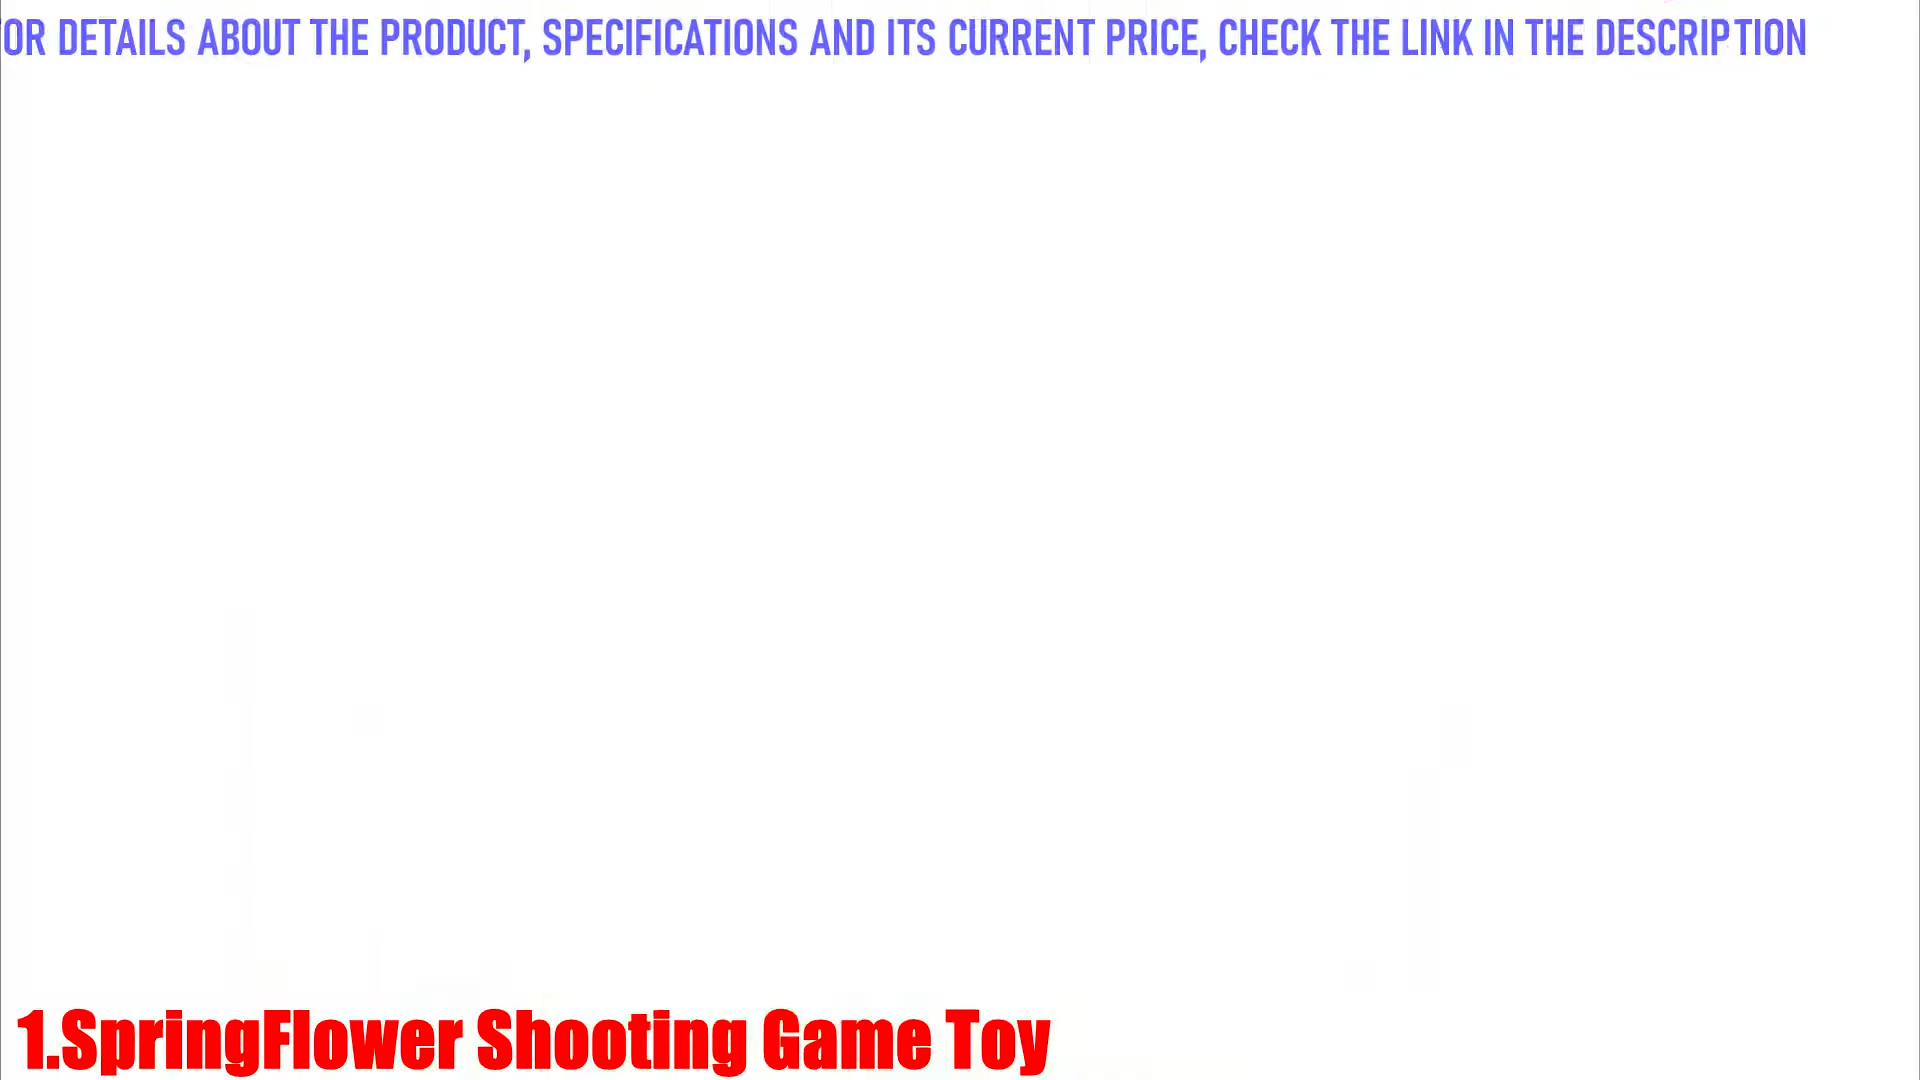 OR DETAILS ABOUT THE PRODUCT, SPECIFICATIONS AND ITS CURRENT PRICE, CHECK THE LINK IN THE DESCRIPTION
1.SpringFlower Shooting Game Toy